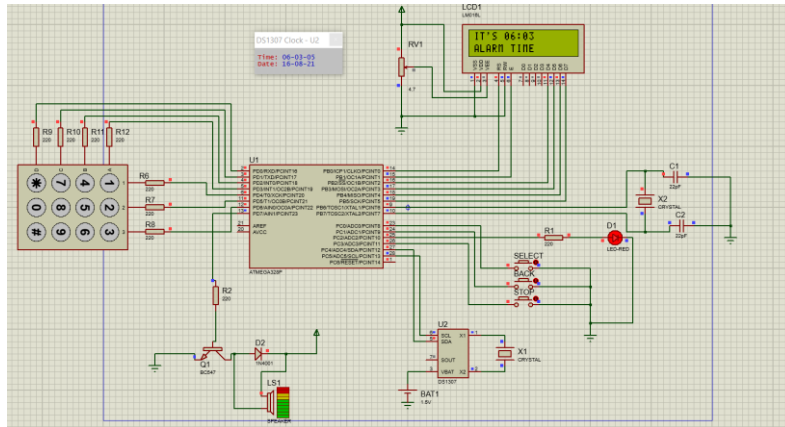 LCD1
LM016L
IT'S 06:03
ALARM TIME
DS1307 Clock - U2
Time: 06-03-05
Date: 16-08-21
RV1
4.7
R9 R10 R11 R12
220 220 220 220
U1
R6
220
R7
220
R8
220
* 7 4 1
0 8 5 2
# 9 6 3
PD0/RXD/PCINT16
PD1/TXD/PCINT17
PD2/INT0/PCINT18
PD3/INT1/OC2B/PCINT19
PD4/T0/XCK/PCINT20
PD5/T1/OC0B/PCINT21
PD6/AIN0/OC0A/PCINT22
PD7/AIN1/PCINT23
AREF
AVCC
PB0/ICP1/CLKO/PCINT0
PB1/OC1A/PCINT1
PB2/SS/OC1B/PCINT2
PB3/MOSI/OC2A/PCINT3
PB4/MISO/PCINT4
PB5/SCK/PCINT5
PB6/TOSC1/XTAL1/PCINT6
PB7/TOSC2/XTAL2/PCINT7
PC0/ADC0/PCINT8
PC1/ADC1/PCINT9
PC2/ADC2/PCINT10
PC3/ADC3/PCINT11
PC4/ADC4/SDA/PCINT12
PC5/ADC5/SCL/PCINT13
PC6/RESET/PCINT14
ATMEGA328P
C1
22pF
X2
CRYSTAL
C2
22pF
R1
220
D1
LED-RED
SELECT
BACK
STOP
R2
220
U2
SCL X1
SDA
SOUT
VBAT X2
DS1307
X1
CRYSTAL
Q1
BC547
D2
1N4001
LS1
SPEAKER
BAT1
1.5V